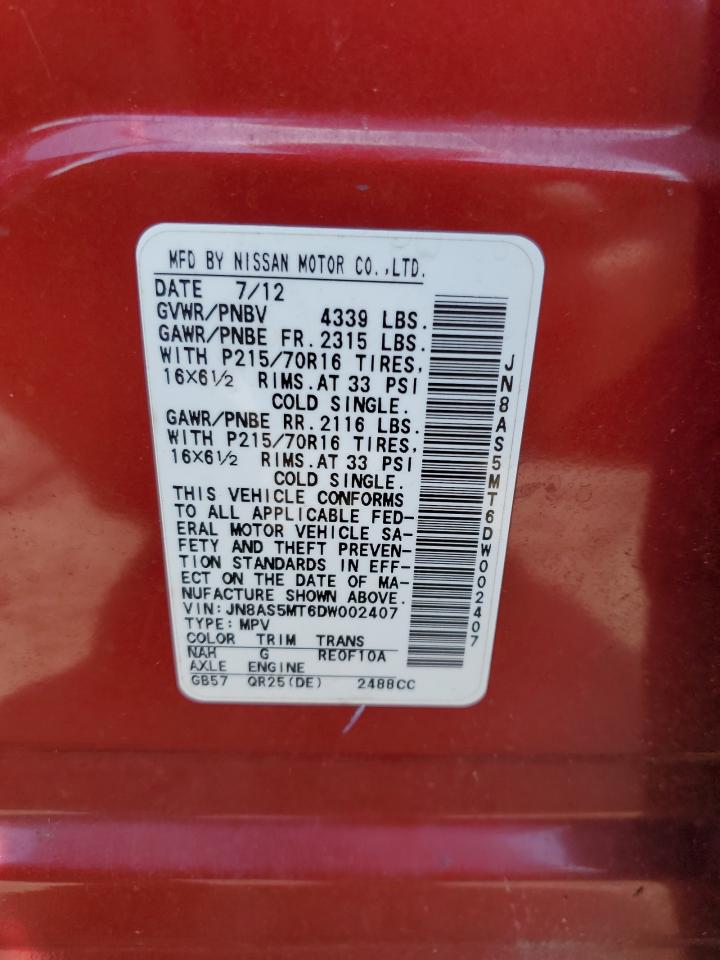 MFD BY NISSAN MOTOR CO.,LTD.
DATE 7/12
GVWR/PNBV 4339 LBS.
GAWR/PNBE FR. 2315 LBS.
WITH P215/70R16 TIRES,
16X6½ RIMS. AT 33 PSI
COLD SINGLE.
GAWR/PNBE RR. 2116 LBS.
WITH P215/70R16 TIRES,
16X6½ RIMS. AT 33 PSI
COLD SINGLE.
THIS VEHICLE CONFORMS
TO ALL APPLICABLE FED-
ERAL MOTOR VEHICLE SA-
FETY AND THEFT PREVEN-
TION STANDARDS IN EFF-
ECT ON THE DATE OF MA-
NUFACTURE SHOWN ABOVE.
VIN: JN8AS5MT6DW002407
TYPE: MPV
COLOR TRIM TRANS
NAH G RE0F10A
AXLE ENGINE
GB57 QR25(DE) 2488CC
JN8AS5MT6DW002407